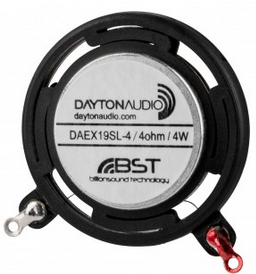 DAYTONAUDIO
daytonaudio.com
DAEX19SL-4 / 4ohm / 4W
BST
billionsound technology